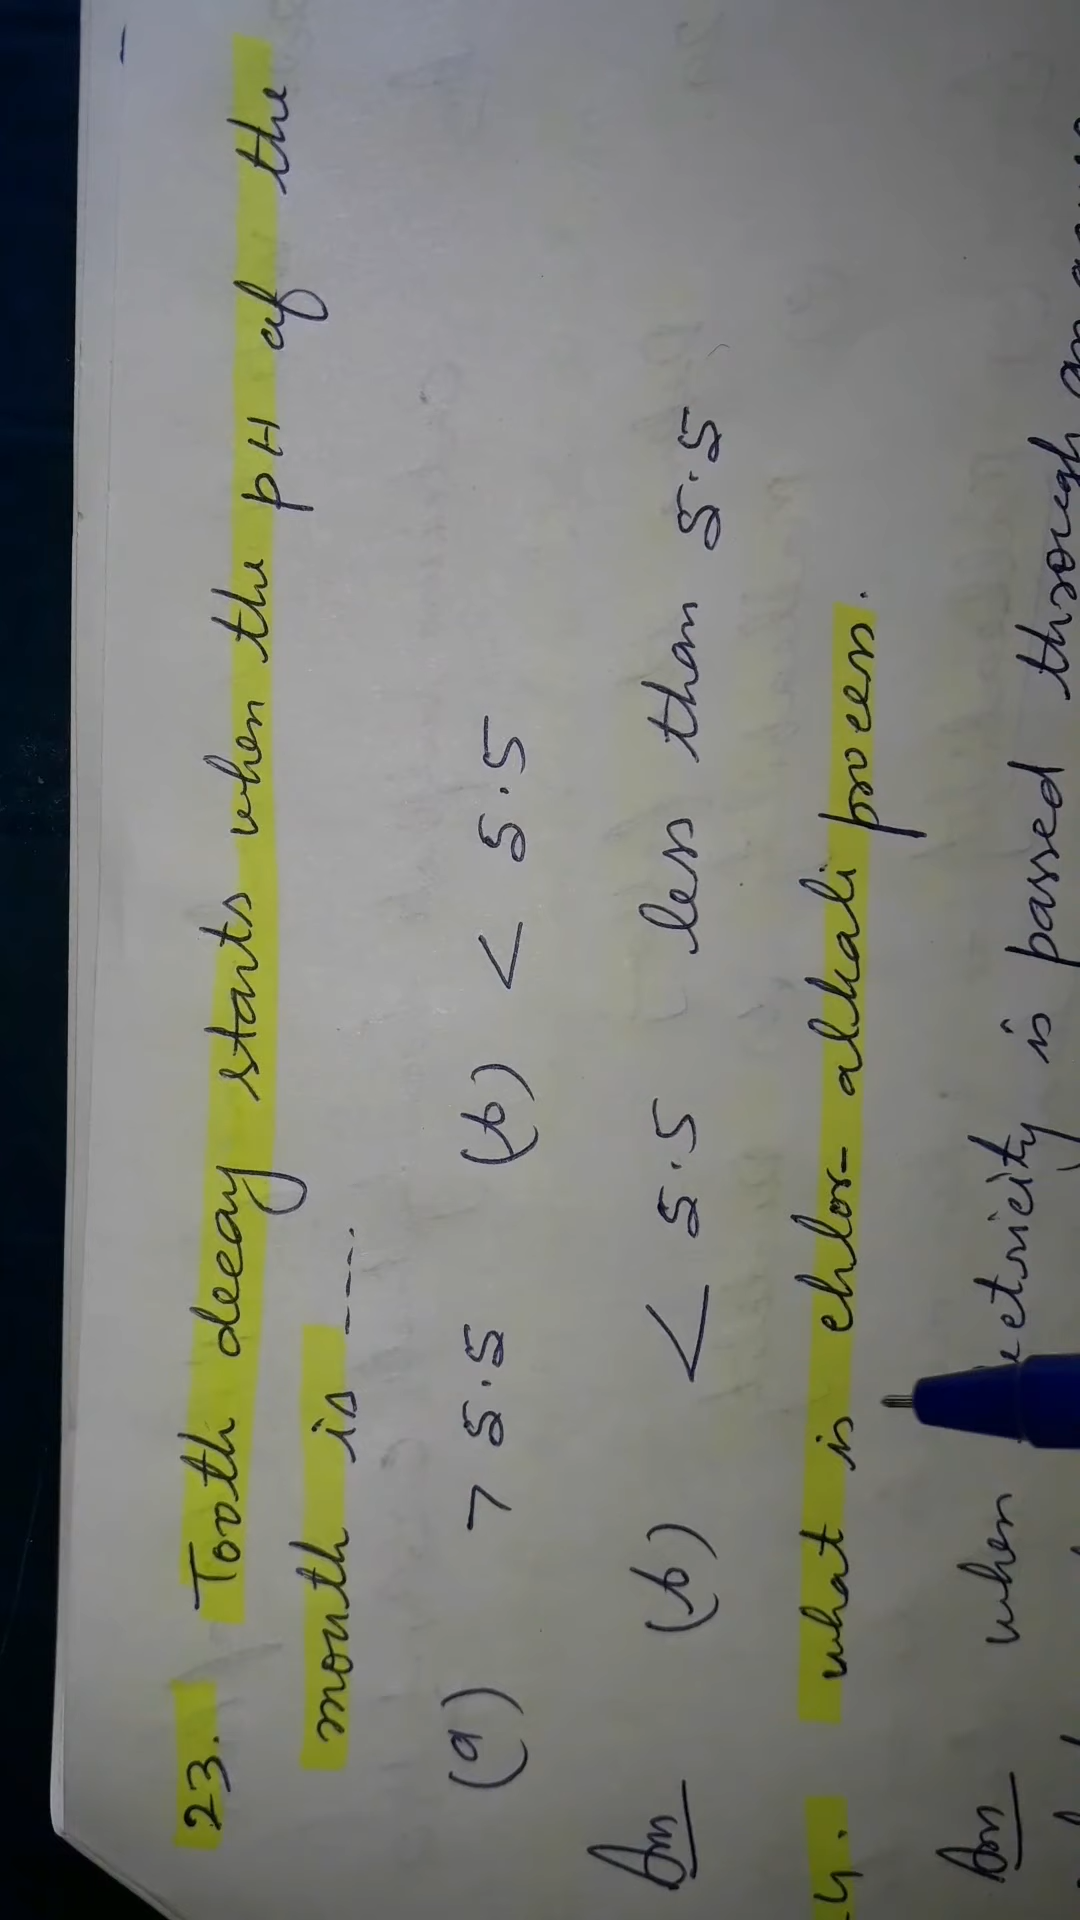 23. Tooth decay starts when the pH of the
mouth is ----.
(a) > 5.5 (b) < 5.5
Ans (b) < 5.5 less than 5.5
4. what is chlor-alkali process.
Ans when ectricity is passed through an